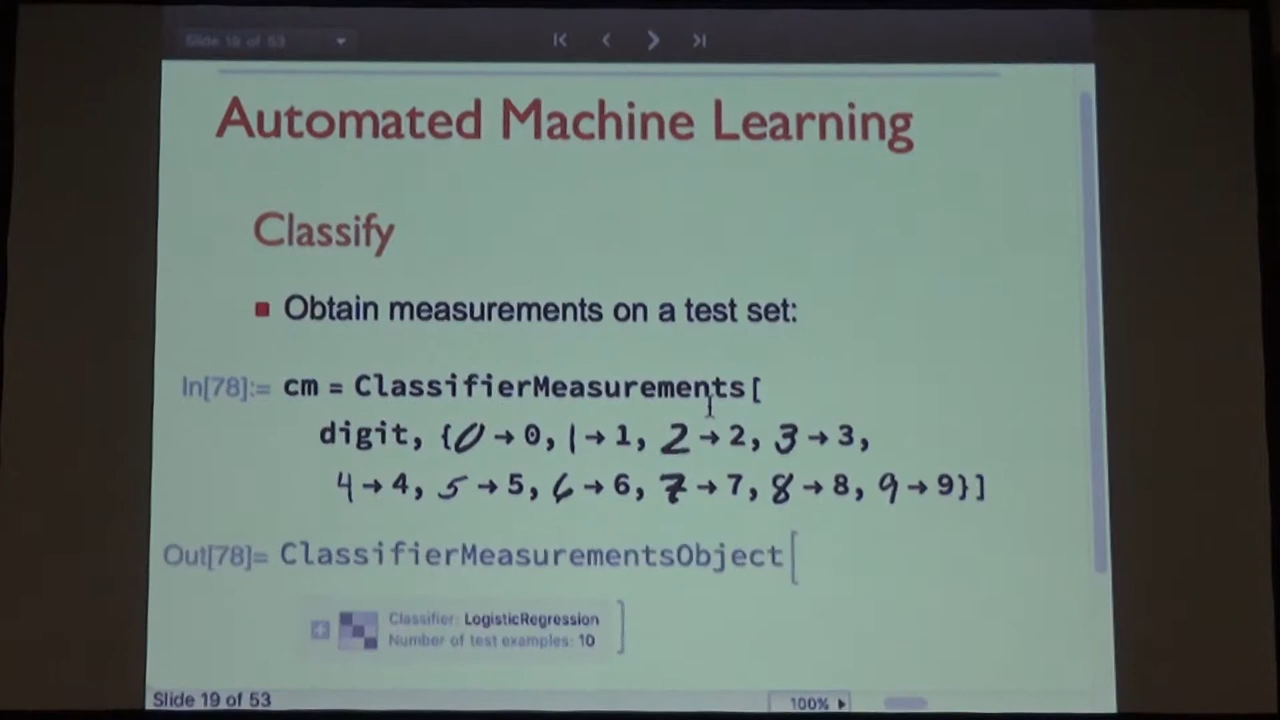 Slide 19 of 53
Automated Machine Learning
Classify
Obtain measurements on a test set:
In[78]:= cm = ClassifierMeasurements[
digit, {0 → 0, 1 → 1, 2 → 2, 3 → 3,
4 → 4, 5 → 5, 6 → 6, 7 → 7, 8 → 8, 9 → 9}]
Out[78]= ClassifierMeasurementsObject[
Classifier: LogisticRegression
Number of test examples: 10 ]
Slide 19 of 53 100%